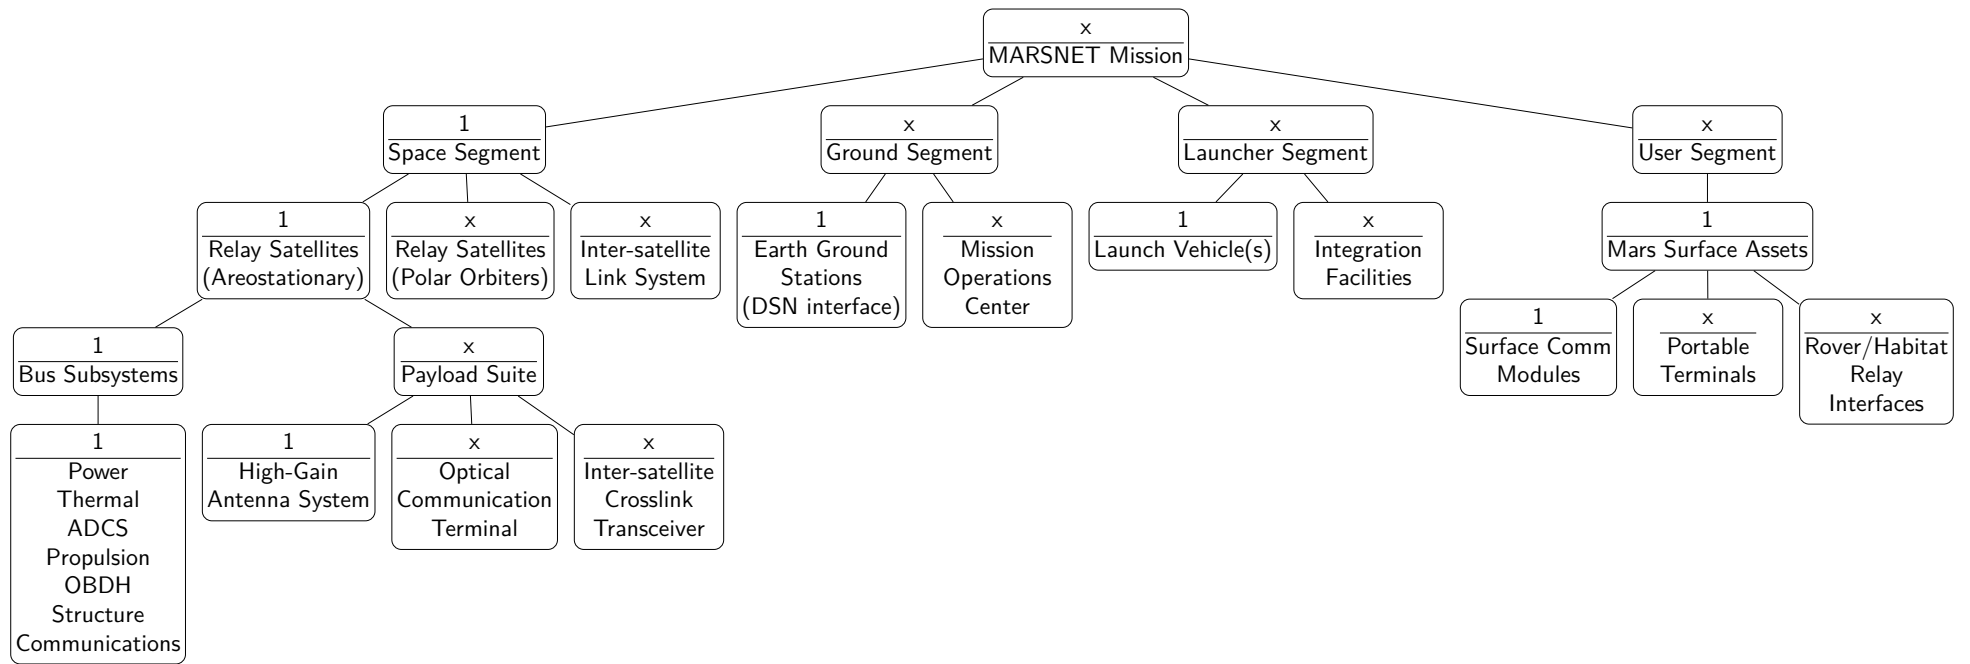 x
MARSNET Mission
1
Space Segment
x
Ground Segment
x
Launcher Segment
x
User Segment
1
Relay Satellites
(Areostationary)
x
Relay Satellites
(Polar Orbiters)
x
Inter-satellite
Link System
1
Earth Ground
Stations
(DSN interface)
x
Mission
Operations
Center
1
Launch Vehicle(s)
x
Integration
Facilities
1
Mars Surface Assets
1
Bus Subsystems
x
Payload Suite
1
Surface Comm
Modules
x
Portable
Terminals
x
Rover/Habitat
Relay
Interfaces
1
Power
Thermal
ADCS
Propulsion
OBDH
Structure
Communications
1
High-Gain
Antenna System
x
Optical
Communication
Terminal
x
Inter-satellite
Crosslink
Transceiver